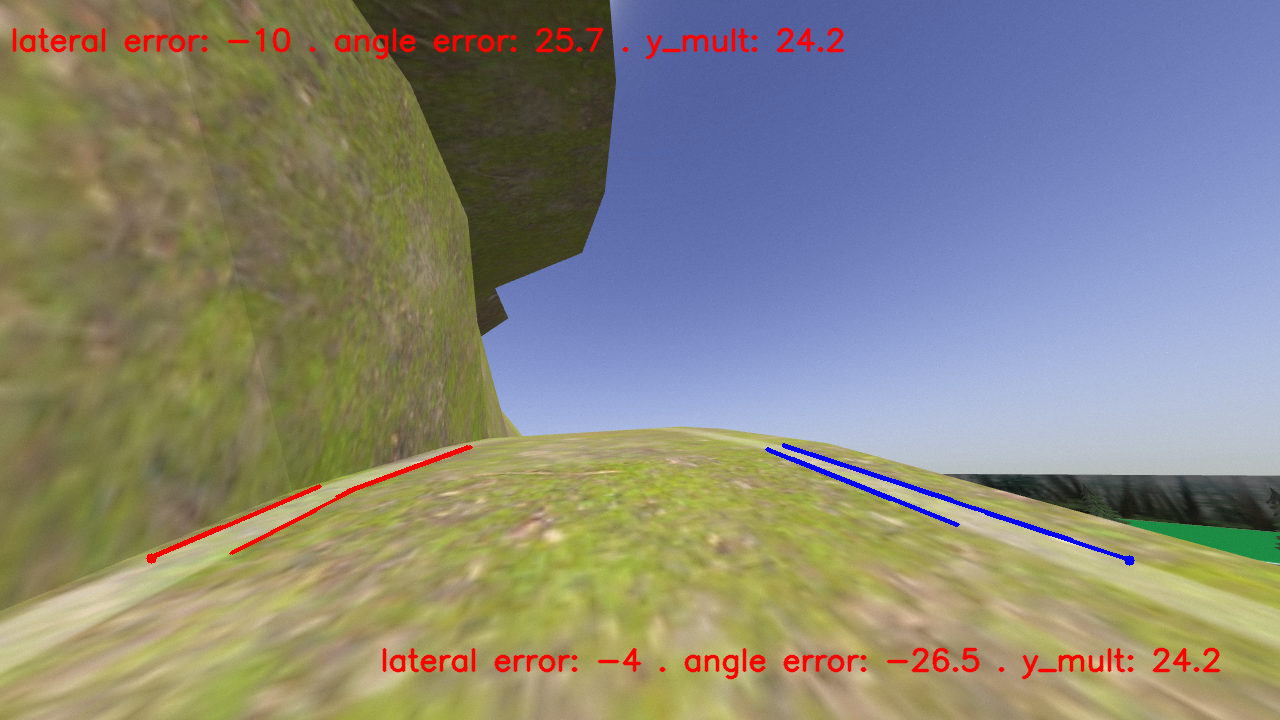 lateral error: -10 . angle error: 25.7 . y_mult: 24.2
lateral error: -4 . angle error: -26.5 . y_mult: 24.2